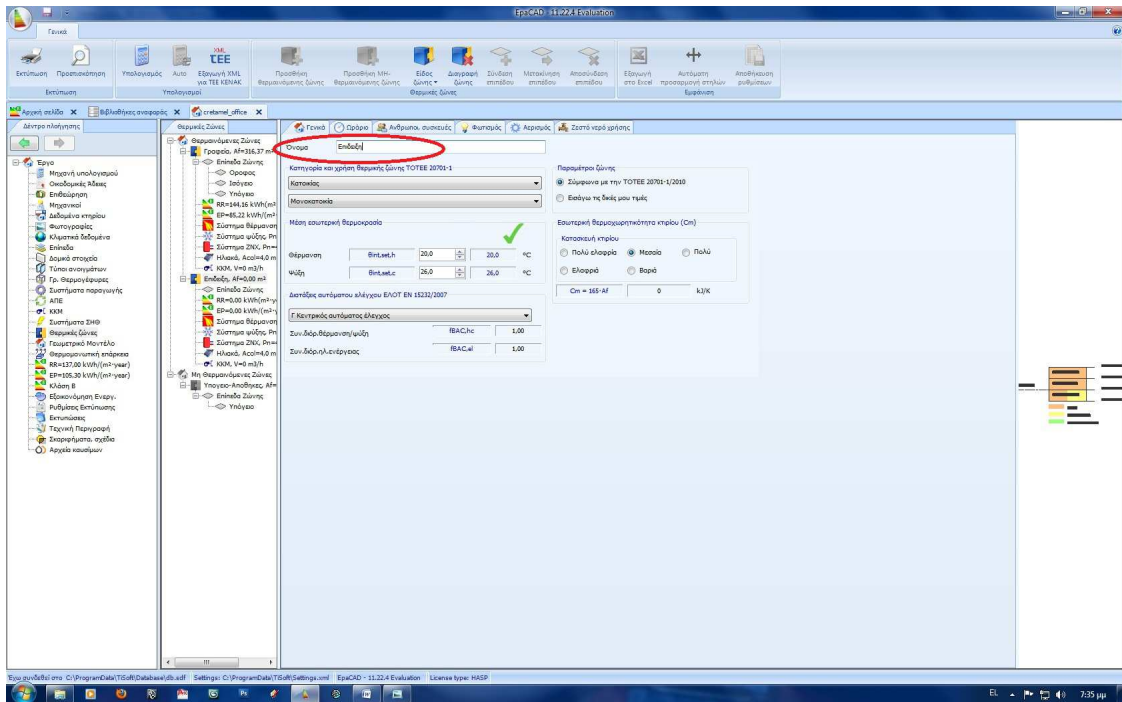 EpaCAD - 11.22.4 Evaluation
Γενικά
Εκτύπωση
Προεπισκόπηση
Εκτύπωση
Υπολογισμός
Auto
XML ΤΕΕ
Εξαγωγή XML για ΤΕΕ ΚΕΝΑΚ
Υπολογισμοί
Προσθήκη θερμαινόμενης ζώνης
Προσθήκη ΜΗ-θερμαινόμενης ζώνης
Είδος ζώνης
Διαγραφή ζώνης
Σύνδεση επιπέδου
Μετακίνηση επιπέδου
Αποσύνδεση επιπέδου
Θερμικές ζώνες
Εξαγωγή στο Excel
Αυτόματη προσαρμογή στηλών
Αποθήκευση ρυθμίσεων
Εμφάνιση
Αρχική σελίδα X
Βιβλιοθήκες αναφοράς X
cretamel_office X
Δέντρο πλοήγησης
Έργο
Μηχανή υπολογισμού
Οικοδομικές Άδειες
Επιθεώρηση
Μηχανικοί
Δεδομένα κτηρίου
Φωτογραφίες
Κλιματικά δεδομένα
Επίπεδα
Δομικά στοιχεία
Τύποι ανοιγμάτων
Γρ. Θερμογέφυρες
Συστήματα παραγωγής
ΑΠΕ
ΚΚΜ
Συστήματα ΣΗΘ
Θερμικές ζώνες
Γεωμετρικό Μοντέλο
Θερμομονωτική επάρκεια
RR=137,00 kWh/(m²·year)
EP=105,30 kWh/(m²·year)
Κλάση Β
Εξοικονόμηση Ενεργ.
Ρυθμίσεις Εκτύπωσης
Εκτυπώσεις
Τεχνική Περιγραφή
Σκαριφήματα, σχέδια
Αρχεία καυσίμων
Θερμικές Ζώνες
Θερμαινόμενες Ζώνες
Γραφεία, Af=316,37 m²
Επίπεδα Ζώνης
Οροφος
Ισόγειο
Υπόγειο
RR=144,16 kWh/(m²
EP=85,22 kWh/(m²·
Σύστημα θέρμανση
Σύστημα ψύξης, Pn
Σύστημα ΖΝΧ, Pn=
Ηλιακά, Acol=4,0 m
ΚΚΜ, V=0 m3/h
Επιδειξη, Af=0,00 m²
Επίπεδα Ζώνης
RR=0,00 kWh/(m²·y
EP=0,00 kWh/(m²·y
Σύστημα θέρμανση
Σύστημα ψύξης, Pn
Σύστημα ΖΝΧ, Pn=
Ηλιακά, Acol=4,0 m
ΚΚΜ, V=0 m3/h
Μη Θερμαινόμενες Ζώνες
Υπογειο-Αποθηκες, Af=
Επίπεδα Ζώνης
Υπόγειο
Γενικά
Ωράριο
Ανθρωποι, συσκευές
Φωτισμός
Αερισμός
Ζεστό νερό χρήσης
Όνομα Επιδειξη
Κατηγορία και χρήση θερμικής ζώνης ΤΟΤΕΕ 20701-1
Κατοικίας
Μονοκατοικία
Μέση εσωτερική θερμοκρασία
Θέρμανση θint,set,h 20,0 20,0 °C
Ψύξη θint,set,c 26,0 26,0 °C
Διατάξεις αυτόματου ελέγχου ΕΛΟΤ ΕΝ 15232/2007
Γ Κεντρικός αυτόματος έλεγχος
Συν.διόρ.θέρμανση/ψύξη fBAC,hc 1,00
Συν.διόρ.ηλ.ενέργειας fBAC,el 1,00
Παραμέτροι ζώνης
Σύμφωνα με την ΤΟΤΕΕ 20701-1/2010
Εισάγω τις δικές μου τιμές
Εσωτερική θερμοχωρητικότητα κτιρίου (Cm)
Κατασκευή κτιρίου
Πολύ ελαφρία
Μεσαία
Πολύ
Ελαφριά
Βαριά
Cm = 165·Af 0 kJ/K
Έχω συνδεθεί στο C:\ProgramData\TiSoft\Database\db.sdf Settings: C:\ProgramData\TiSoft\Settings.xml EpaCAD - 11.22.4 Evaluation License type: HASP
EL 7:35 μμ